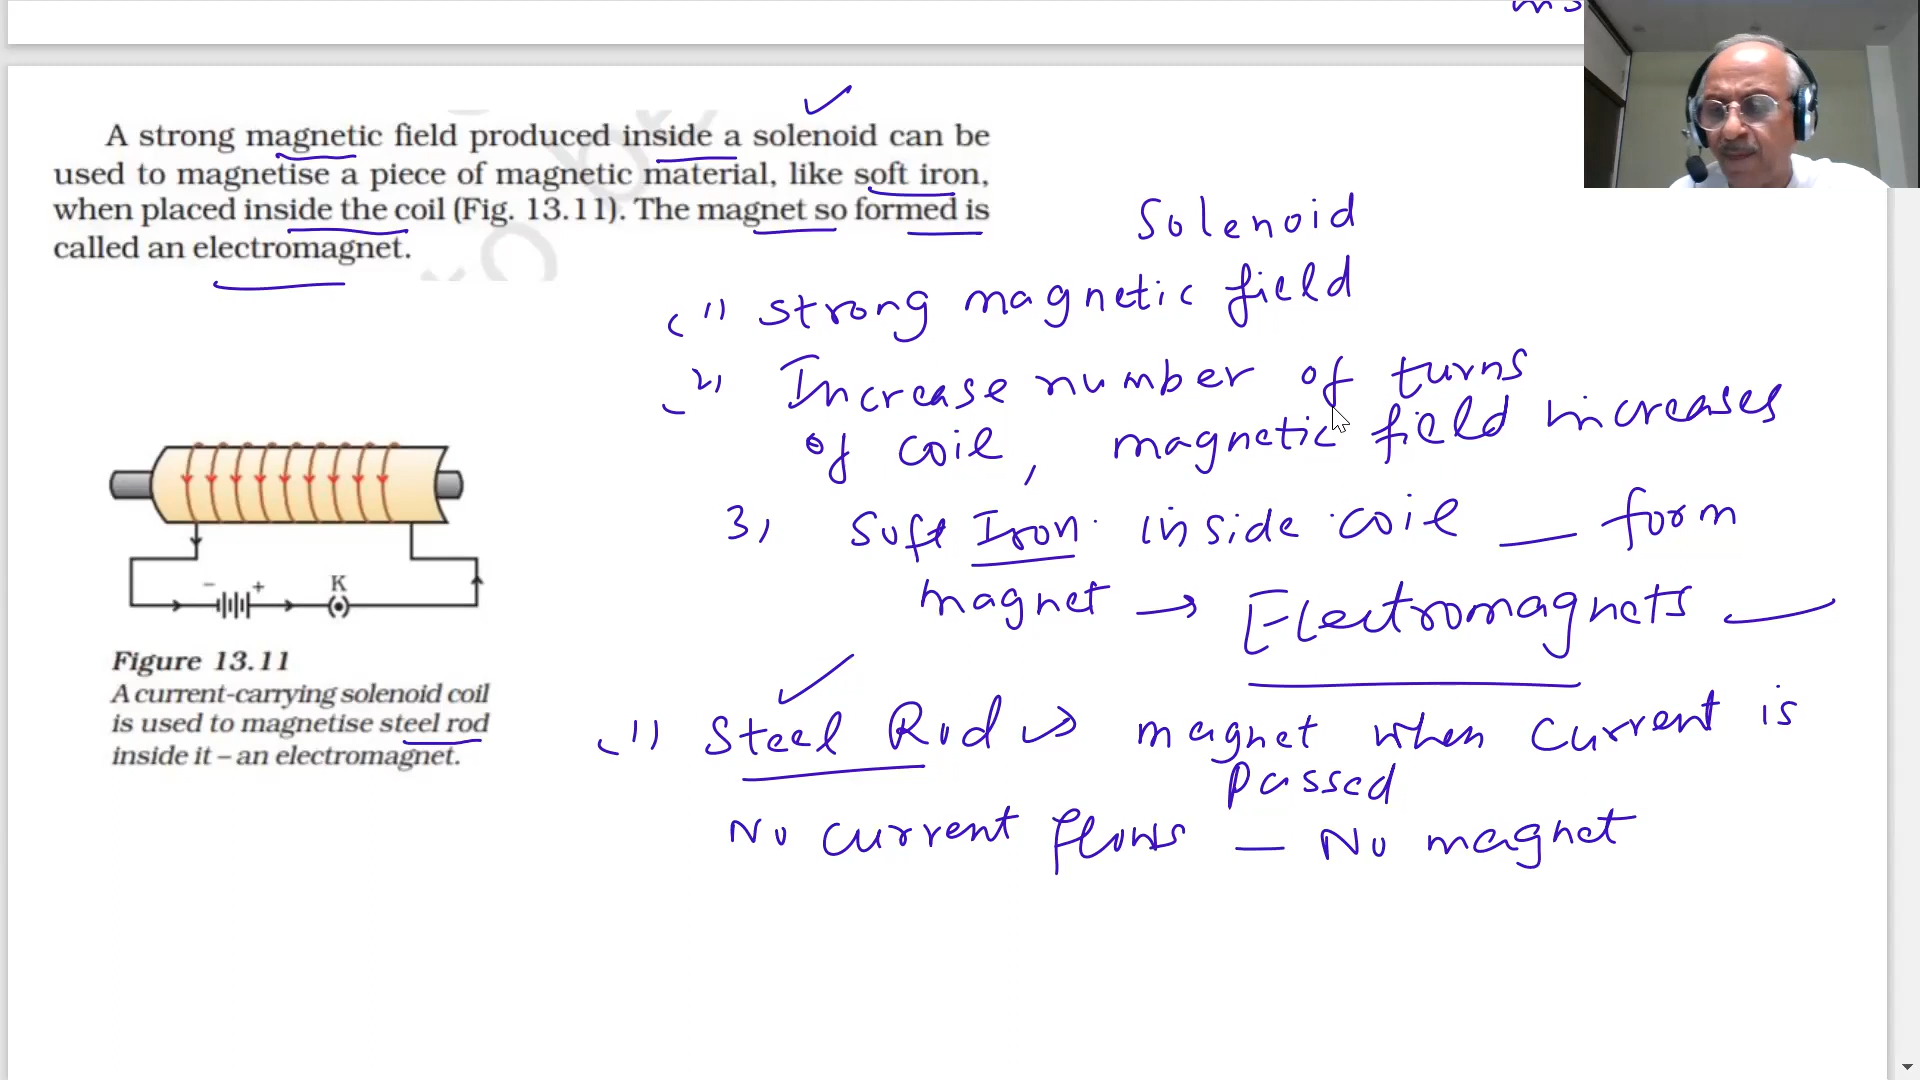 A strong magnetic field produced inside a solenoid can be
used to magnetise a piece of magnetic material, like soft iron,
when placed inside the coil (Fig. 13.11). The magnet so formed is
called an electromagnet.
Solenoid
(1) Strong magnetic field
(2) Increase number of turns
of coil, magnetic field increases
3) Soft Iron inside coil — form
magnet → Electromagnets —
- +
K
Figure 13.11
A current-carrying solenoid coil
is used to magnetise steel rod
inside it – an electromagnet.
(1) Steel Rod → magnet when current is
passed
No current flows — No magnet